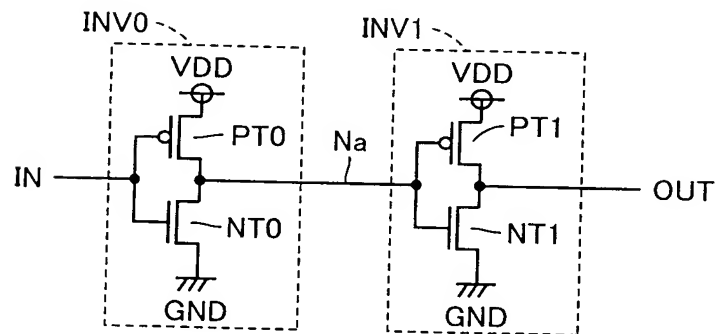 INV0
INV1
VDD
VDD
PT0
Na
PT1
IN
OUT
NT0
NT1
GND
GND